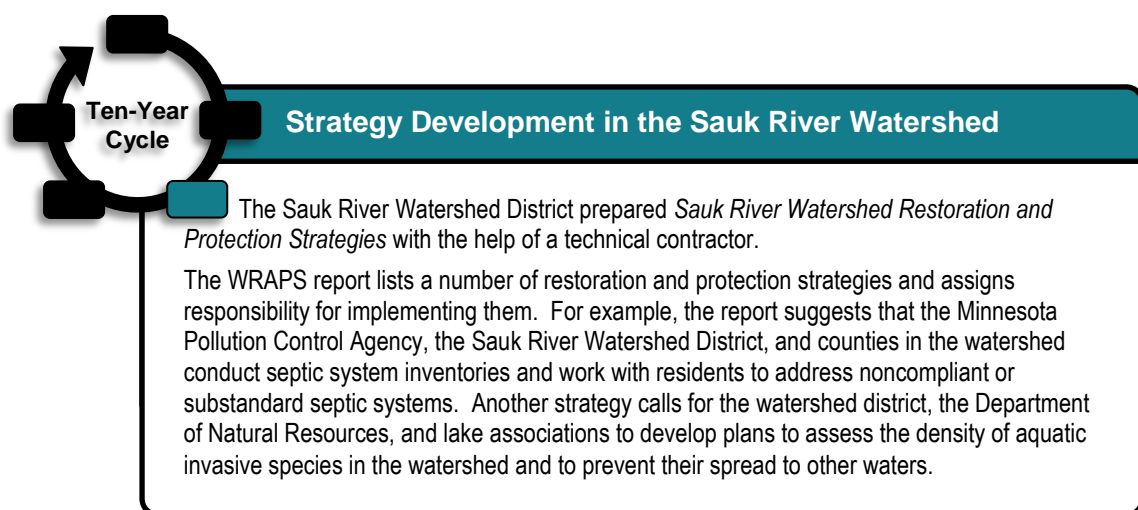 Ten-Year
Cycle
Strategy Development in the Sauk River Watershed
The Sauk River Watershed District prepared Sauk River Watershed Restoration and
Protection Strategies with the help of a technical contractor.
The WRAPS report lists a number of restoration and protection strategies and assigns
responsibility for implementing them.  For example, the report suggests that the Minnesota
Pollution Control Agency, the Sauk River Watershed District, and counties in the watershed
conduct septic system inventories and work with residents to address noncompliant or
substandard septic systems.  Another strategy calls for the watershed district, the Department
of Natural Resources, and lake associations to develop plans to assess the density of aquatic
invasive species in the watershed and to prevent their spread to other waters.